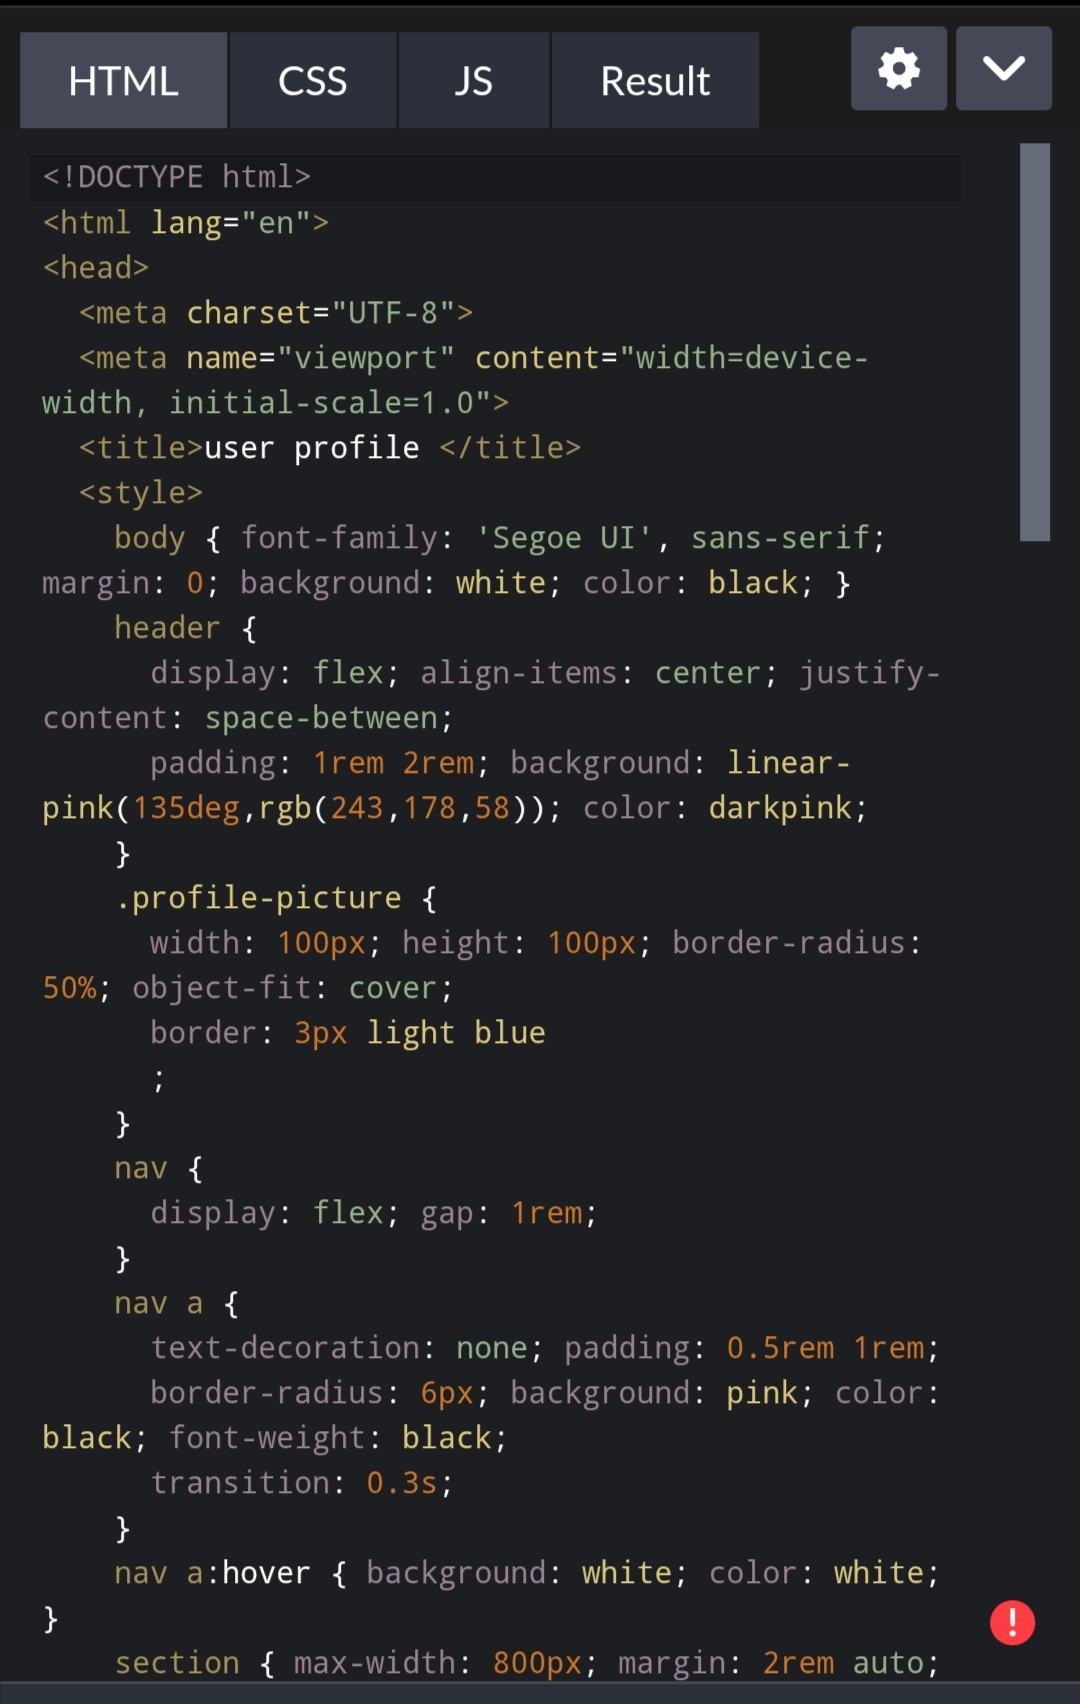 HTML CSS JS Result
<!DOCTYPE html>
<html lang="en">
<head>
  <meta charset="UTF-8">
  <meta name="viewport" content="width=device-
width, initial-scale=1.0">
  <title>user profile </title>
  <style>
    body { font-family: 'Segoe UI', sans-serif;
margin: 0; background: white; color: black; }
    header {
      display: flex; align-items: center; justify-
content: space-between;
      padding: 1rem 2rem; background: linear-
pink(135deg,rgb(243,178,58)); color: darkpink;
    }
    .profile-picture {
      width: 100px; height: 100px; border-radius:
50%; object-fit: cover;
      border: 3px light blue
      ;
    }
    nav {
      display: flex; gap: 1rem;
    }
    nav a {
      text-decoration: none; padding: 0.5rem 1rem;
      border-radius: 6px; background: pink; color:
black; font-weight: black;
      transition: 0.3s;
    }
    nav a:hover { background: white; color: white;
}
    section { max-width: 800px; margin: 2rem auto;